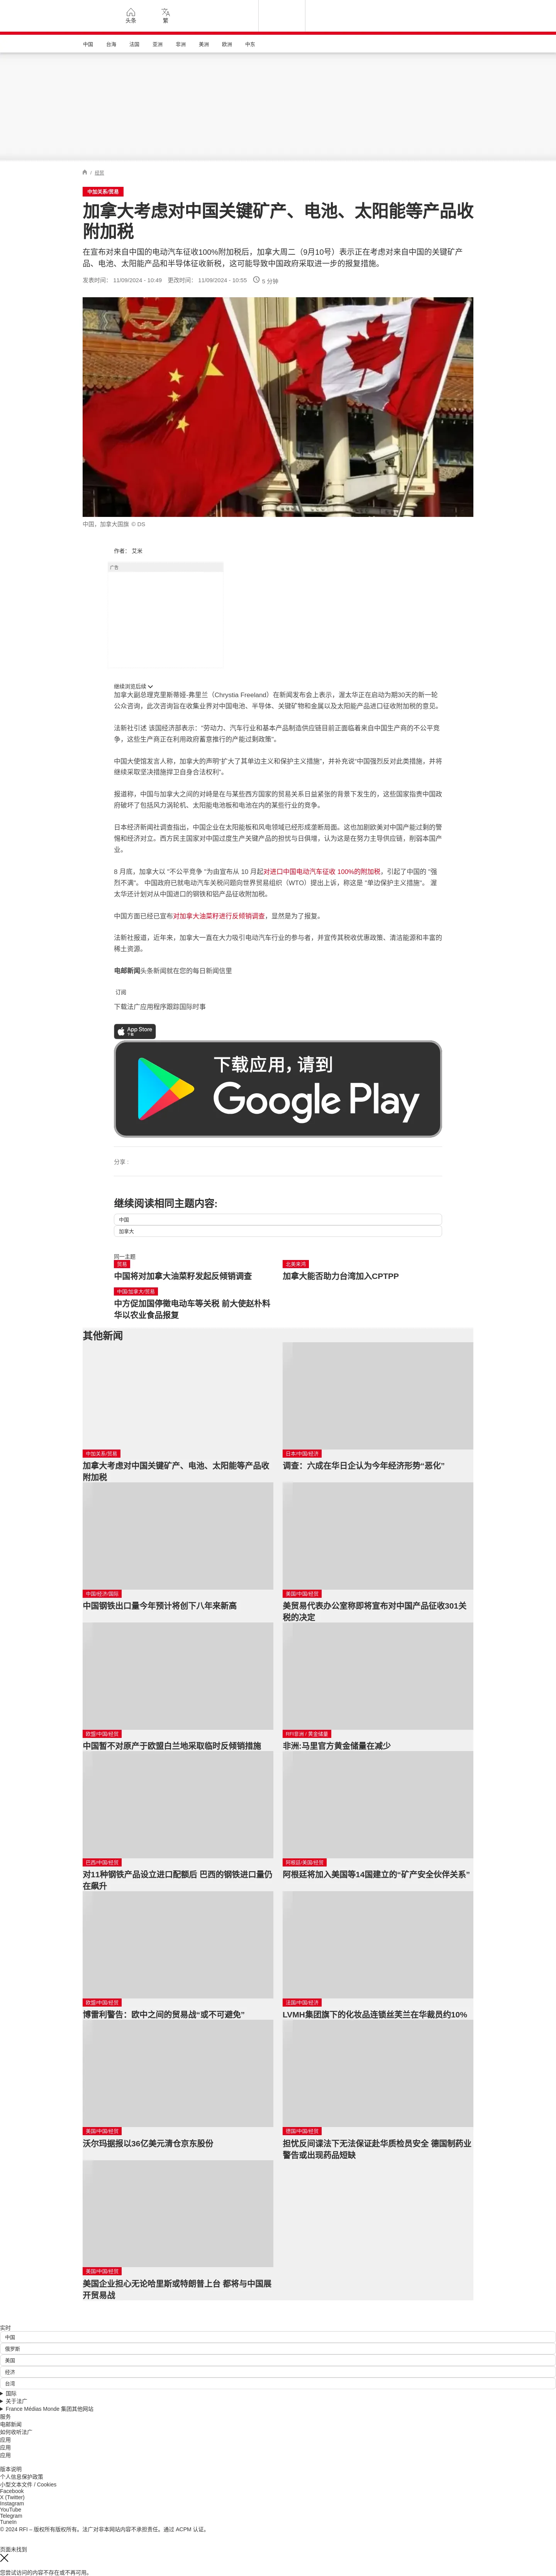 头条
繁
中国 台海 法国 亚洲 非洲 美洲 欧洲 中东
/ 经贸
中加关系/贸易
加拿大考虑对中国关键矿产、电池、太阳能等产品收
附加税
在宣布对来自中国的电动汽车征收100%附加税后，加拿大周二（9月10号）表示正在考虑对来自中国的关键矿产
品、电池、太阳能产品和半导体征收新税，这可能导致中国政府采取进一步的报复措施。
发表时间： 11/09/2024 - 10:49 更改时间： 11/09/2024 - 10:55 5 分钟
中国，加拿大国旗 © DS
作者： 艾米
广告
继续浏览后续
加拿大副总理克里斯蒂娅-弗里兰（Chrystia Freeland）在新闻发布会上表示，渥太华正在启动为期30天的新一轮
公众咨询，此次咨询旨在收集业界对中国电池、半导体、关键矿物和金属以及太阳能产品进口征收附加税的意见。
法新社引述 该国经济部表示："劳动力、汽车行业和基本产品制造供应链目前正面临着来自中国生产商的不公平竞
争，这些生产商正在利用政府蓄意推行的产能过剩政策"。
中国大使馆发言人称，加拿大的声明"扩大了其单边主义和保护主义措施"，并补充说"中国强烈反对此类措施，并将
继续采取坚决措施捍卫自身合法权利"。
报道称，中国与加拿大之间的对峙是在与某些西方国家的贸易关系日益紧张的背景下发生的，这些国家指责中国政
府破坏了包括风力涡轮机、太阳能电池板和电池在内的某些行业的竞争。
日本经济新闻社调查指出，中国企业在太阳能板和风电领域已经形成垄断局面。这也加剧欧美对中国产能过剩的警
惕和经济对立。西方民主国家对中国过度生产关键产品的担忧与日俱增，认为这是在努力主导供应链，削弱本国产
业。
8 月底，加拿大以 "不公平竞争 "为由宣布从 10 月起对进口中国电动汽车征收 100%的附加税，引起了中国的 "强
烈不满"。 中国政府已就电动汽车关税问题向世界贸易组织（WTO）提出上诉，称这是 "单边保护主义措施"。 渥
太华还计划对从中国进口的钢铁和铝产品征收附加税。
中国方面已经已宣布对加拿大油菜籽进行反倾销调查，显然是为了报复。
法新社报道，近年来，加拿大一直在大力吸引电动汽车行业的参与者，并宣传其税收优惠政策、清洁能源和丰富的
稀土资源。
电邮新闻头条新闻就在您的每日新闻信里
订阅
下载法广应用程序跟踪国际时事
App Store
下载
下载应用，请到
Google Play
分享 :
继续阅读相同主题内容:
中国
加拿大
同一主题
贸易
中国将对加拿大油菜籽发起反倾销调查
北美来鸿
加拿大能否助力台湾加入CPTPP
中国/加拿大/贸易
中方促加国停徵电动车等关税 前大使赵朴料
华以农业食品报复
其他新闻
中加关系/贸易
加拿大考虑对中国关键矿产、电池、太阳能等产品收
附加税
日本/中国/经济
调查：六成在华日企认为今年经济形势“恶化”
中国/经济/国际
中国钢铁出口量今年预计将创下八年来新高
美国/中国/经贸
美贸易代表办公室称即将宣布对中国产品征收301关
税的决定
欧盟/中国/经贸
中国暂不对原产于欧盟白兰地采取临时反倾销措施
RFI非洲 / 黄金储量
非洲:马里官方黄金储量在减少
巴西/中国/经贸
对11种钢铁产品设立进口配额后 巴西的钢铁进口量仍
在飙升
阿根廷/美国/经贸
阿根廷将加入美国等14国建立的“矿产安全伙伴关系”
欧盟/中国/经贸
博雷利警告：欧中之间的贸易战“或不可避免”
法国/中国/经济
LVMH集团旗下的化妆品连锁丝芙兰在华裁员约10%
美国/中国/经贸
沃尔玛据报以36亿美元清仓京东股份
德国/中国/经贸
担忧反间谍法下无法保证赴华质检员安全 德国制药业
警告或出现药品短缺
美国/中国/经贸
美国企业担心无论哈里斯或特朗普上台 都将与中国展
开贸易战
实时
中国
俄罗斯
美国
经济
台湾
国际
关于法广
France Médias Monde 集团其他网站
服务
电邮新闻
如何收听法广
应用
应用
应用
版本说明
个人信息保护政策
小型文本文件 / Cookies
Facebook
X (Twitter)
Instagram
YouTube
Telegram
TuneIn
© 2024 RFI – 版权所有版权所有。法广对非本网站内容不承担责任。通过 ACPM 认证。
页面未找到
您尝试访问的内容不存在或不再可用。